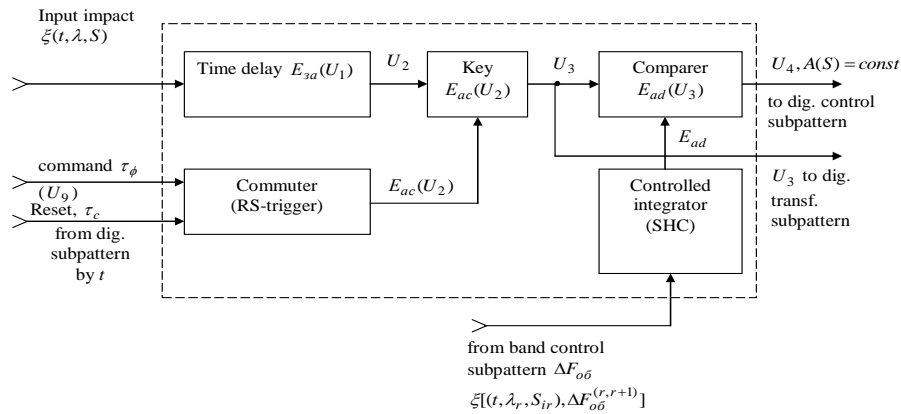 Input impact
ξ(t,λ,S)
Time delay E_за(U_1)
U_2
Key
E_ac(U_2)
U_3
Comparer
E_ad(U_3)
U_4, A(S) = const
to dig. control
subpattern
E_ad
command τ_ϕ
(U_9)
Reset, τ_c
from dig.
subpattern
by t
Commuter
(RS-trigger)
E_ac(U_2)
Controlled
integrator
(SHC)
U_3 to dig.
transf.
subpattern
from band control
subpattern ΔF_об
ξ[(t,λ_r,S_ir),ΔF_об^(r,r+1)]